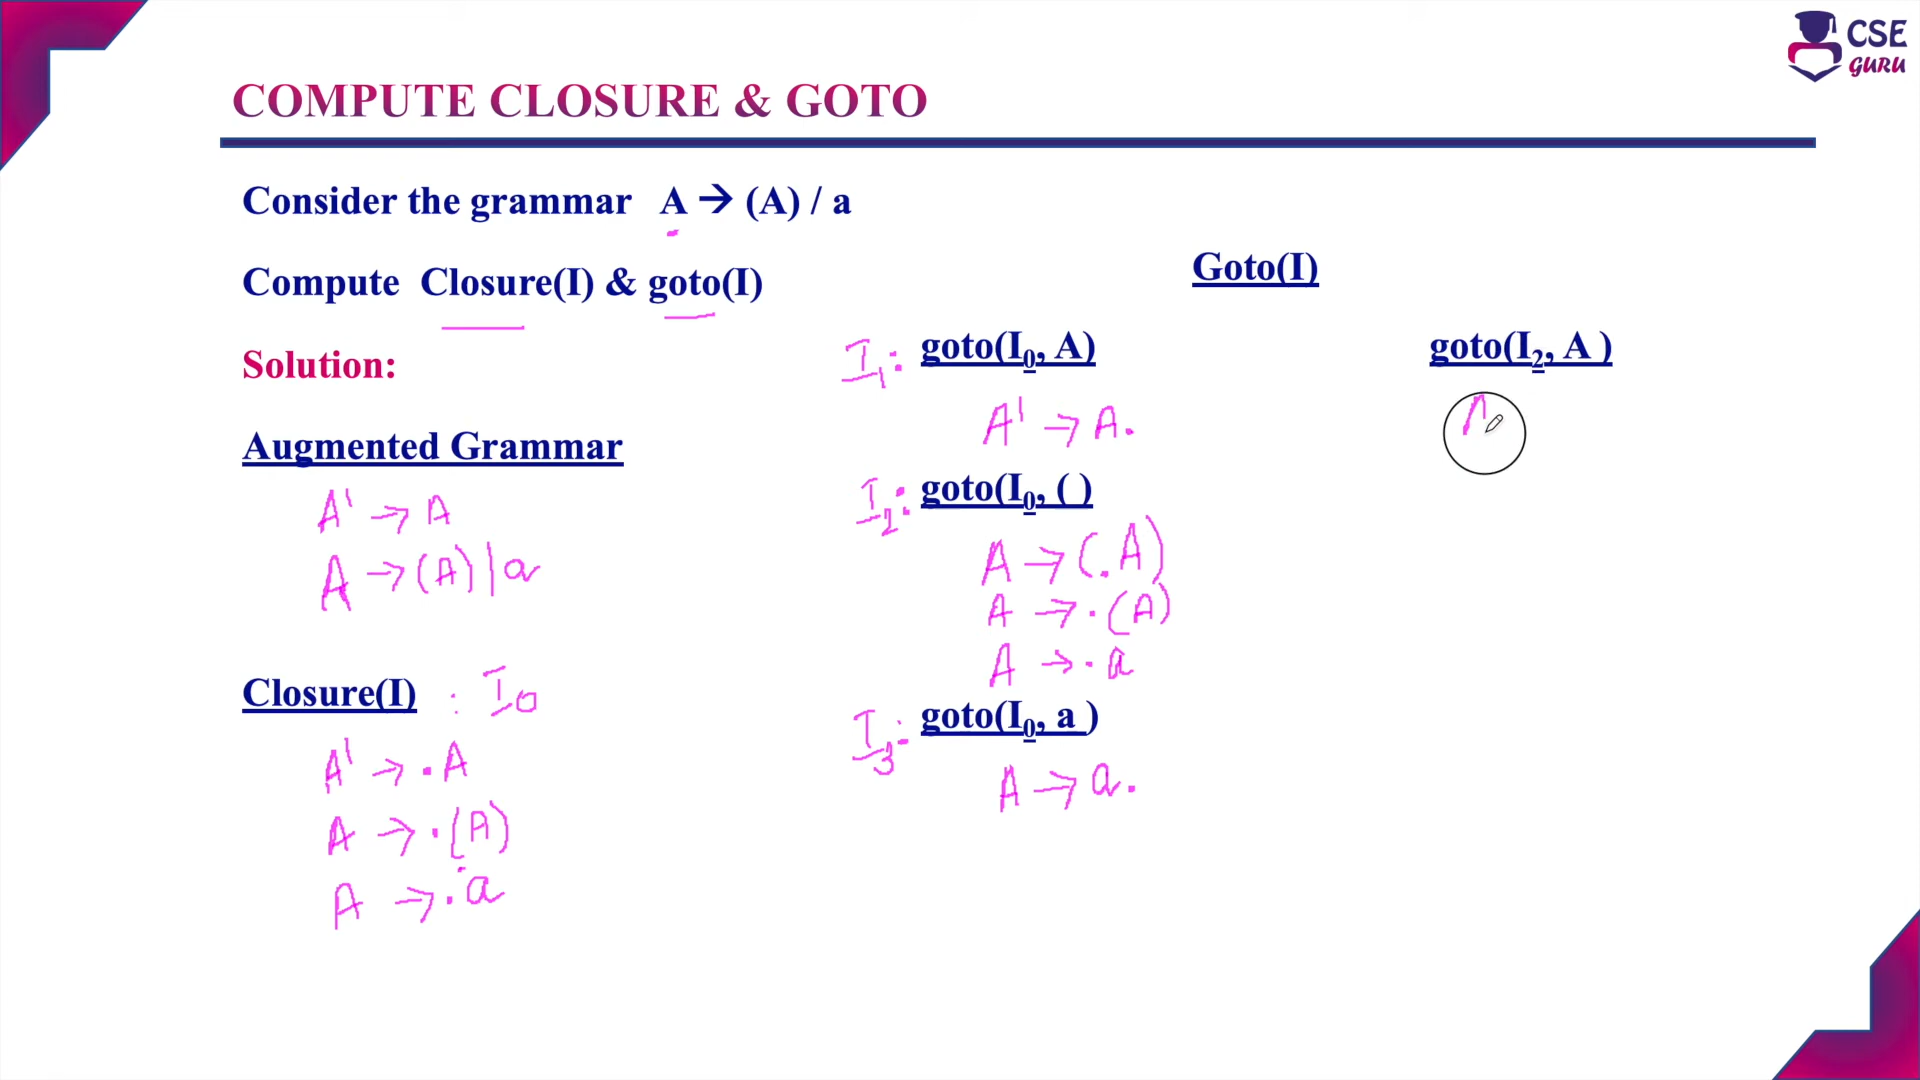 CSE
GURU
COMPUTE CLOSURE & GOTO
Consider the grammar A → (A) / a
Compute Closure(I) & goto(I)
Solution:
Augmented Grammar
A' → A
A → (A) | a
Closure(I) : I0
A' → .A
A → .(A)
A → .a
Goto(I)
I1: goto(I0, A)
A' → A.
I2: goto(I0, ( )
A → (.A)
A → .(A)
A → .a
I3: goto(I0, a )
A → a.
goto(I2, A )